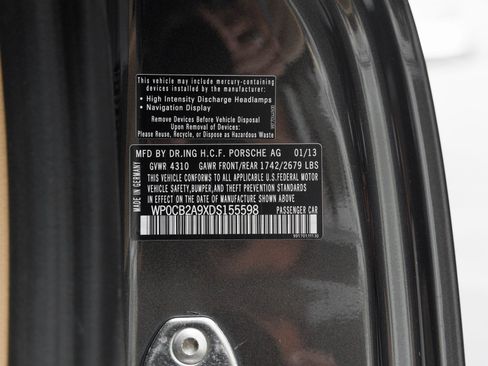 This vehicle may include mercury-containing
devices installed by the manufacturer:
• High Intensity Discharge Headlamps
• Navigation Display
Remove Devices Before Vehicle Disposal
Upon Removal of Devices:
Please Reuse, Recycle, or Dispose as Hazardous Waste
MADE IN GERMANY
MFD BY DR.ING H.C.F. PORSCHE AG 01/13
GVWR 4310 GAWR FRONT/REAR 1742/2679 LBS
THIS VEHICLE CONFORMS TO ALL APPLICABLE U.S.FEDERAL MOTOR
VEHICLE SAFETY,BUMPER,AND THEFT PREVENTION STANDARDS
IN EFFECT ON THE DATE OF MANUFACTURE SHOWN ABOVE
WP0CB2A9XDS155598 PASSENGER CAR